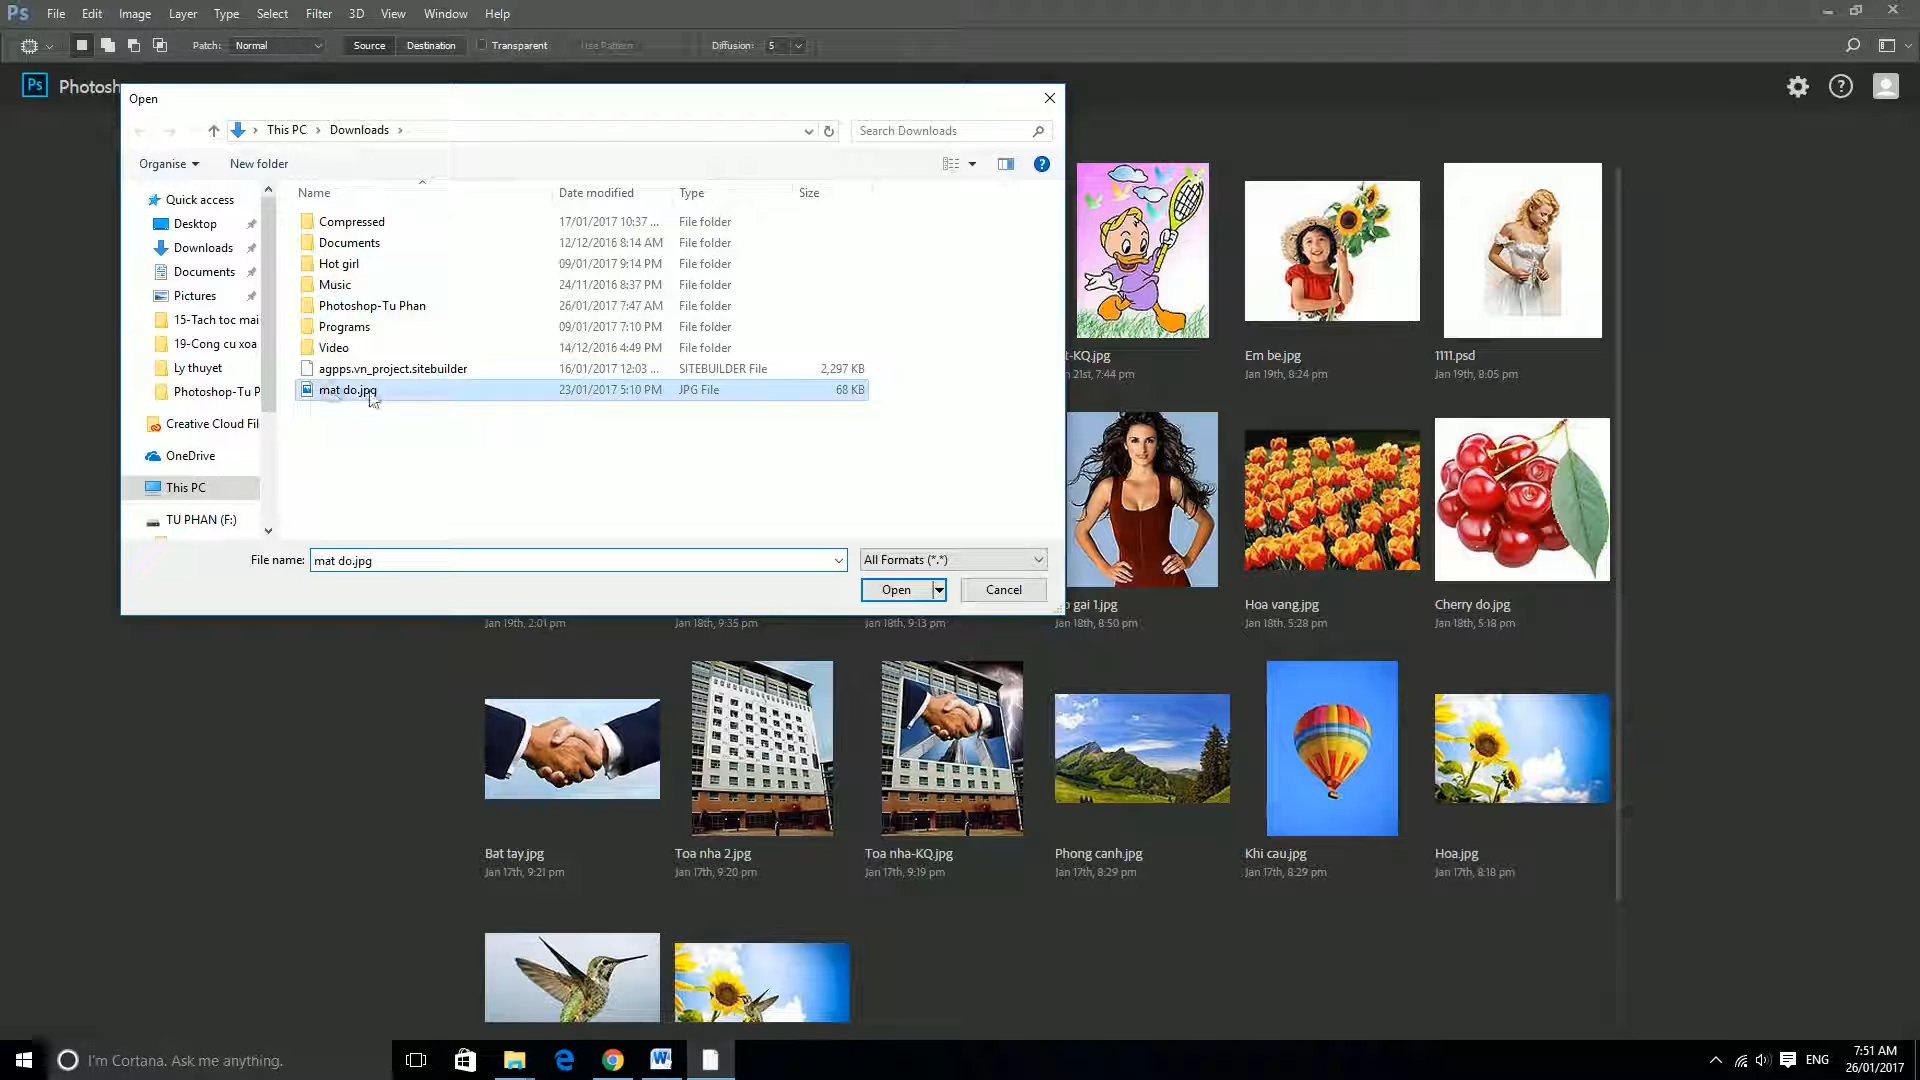 Ps File Edit Image Layer Type Select Filter 3D View Window Help
Patch: Normal Source Destination Transparent Use Pattern Diffusion: 5
Ps Photosh
Open
This PC Downloads Search Downloads
Organise New folder
Name Date modified Type Size
Quick access
Desktop
Downloads
Documents
Pictures
15-Tach toc mai
19-Cong cu xoa
Ly thuyet
Photoshop-Tu P
Creative Cloud Fil
OneDrive
This PC
TU PHAN (F:)
Compressed 17/01/2017 10:37 ... File folder
Documents 12/12/2016 8:14 AM File folder
Hot girl 09/01/2017 9:14 PM File folder
Music 24/11/2016 8:37 PM File folder
Photoshop-Tu Phan 26/01/2017 7:47 AM File folder
Programs 09/01/2017 7:10 PM File folder
Video 14/12/2016 4:49 PM File folder
agpps.vn_project.sitebuilder 16/01/2017 12:03 ... SITEBUILDER File 2,297 KB
mat do.jpg 23/01/2017 5:10 PM JPG File 68 KB
File name: mat do.jpg All Formats (*.*)
Open Cancel
t-KQ.jpg Em be.jpg 1111.psd
21st, 7:44 pm Jan 19th, 8:24 pm Jan 19th, 8:05 pm
gai 1.jpg Hoa vang.jpg Cherry do.jpg
Jan 19th, 2:01 pm Jan 18th, 9:35 pm Jan 18th, 9:13 pm Jan 18th, 8:50 pm Jan 18th, 5:28 pm Jan 18th, 5:18 pm
Bat tay.jpg Toa nha 2.jpg Toa nha-KQ.jpg Phong canh.jpg Khi cau.jpg Hoa.jpg
Jan 17th, 9:21 pm Jan 17th, 9:20 pm Jan 17th, 9:19 pm Jan 17th, 8:29 pm Jan 17th, 8:29 pm Jan 17th, 8:18 pm
I'm Cortana. Ask me anything. ENG 7:51 AM
26/01/2017